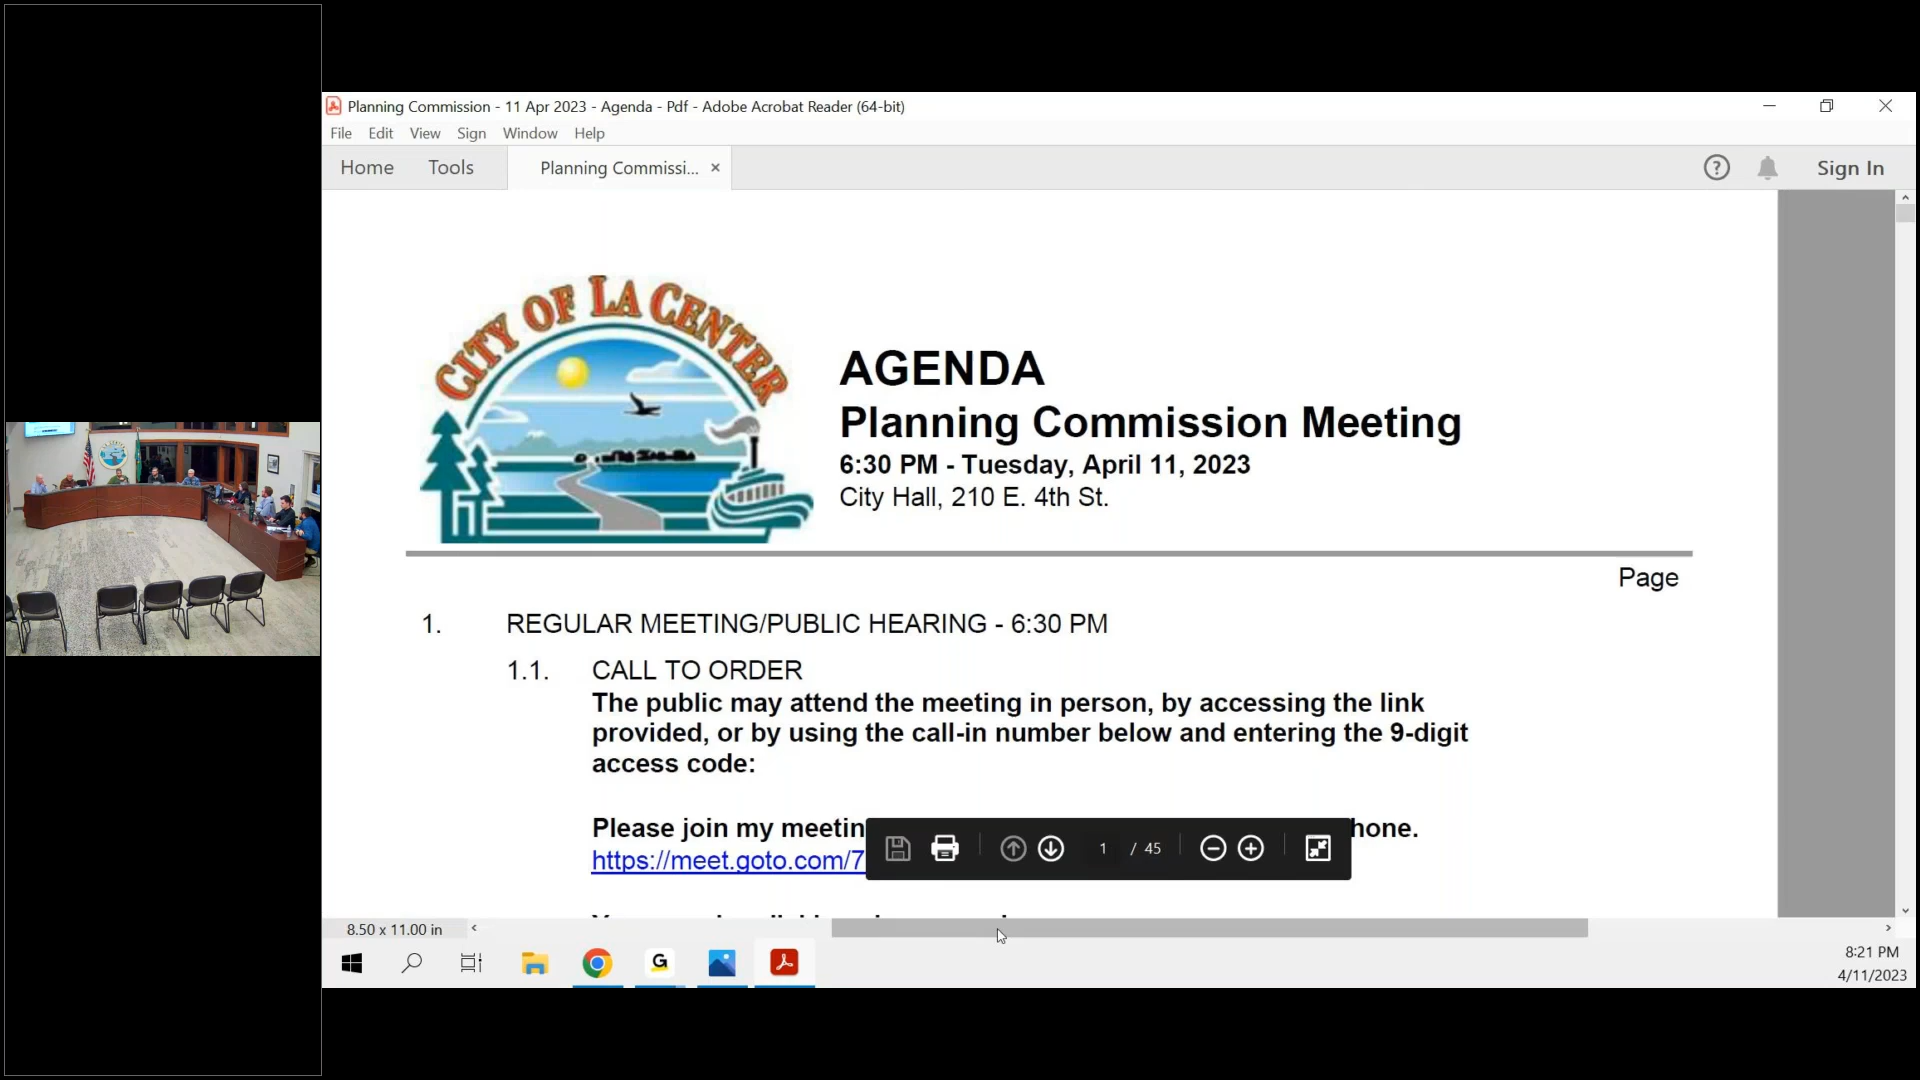 Planning Commission - 11 Apr 2023 - Agenda - Pdf - Adobe Acrobat Reader (64-bit)
File Edit View Sign Window Help
Home Tools Planning Commissi... × Sign In
CITY OF LA CENTER
AGENDA
Planning Commission Meeting
6:30 PM - Tuesday, April 11, 2023
City Hall, 210 E. 4th St.
Page
1. REGULAR MEETING/PUBLIC HEARING - 6:30 PM
1.1. CALL TO ORDER
The public may attend the meeting in person, by accessing the link
provided, or by using the call-in number below and entering the 9-digit
access code:
Please join my meetin hone.
https://meet.goto.com/7
1 / 45
8.50 x 11.00 in
G
8:21 PM
4/11/2023